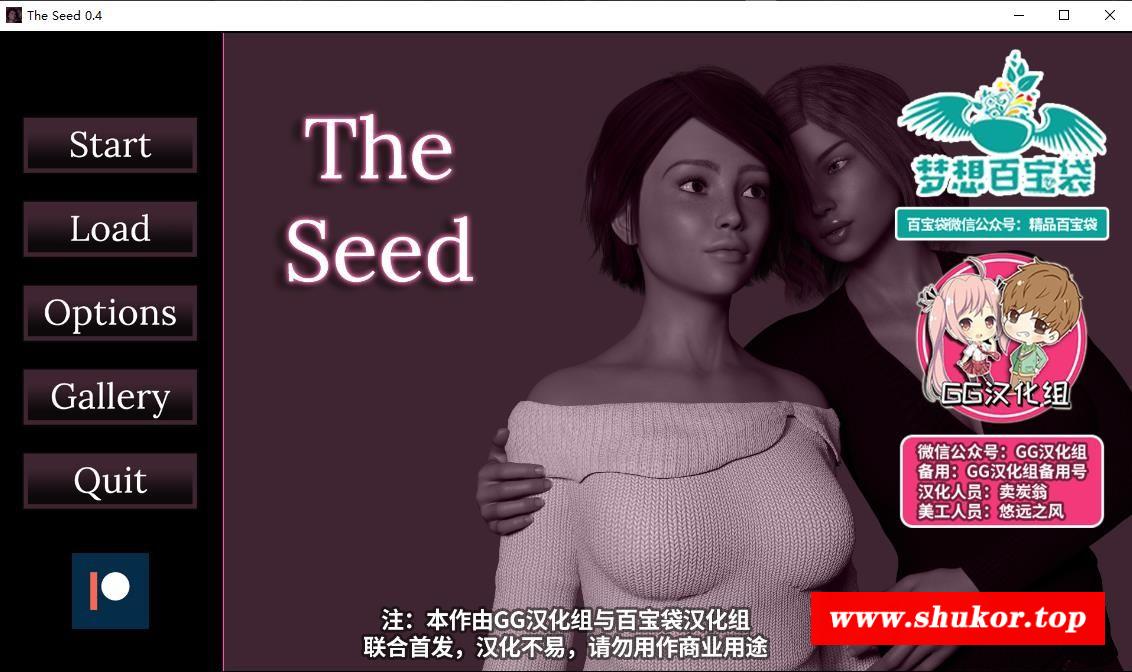 The Seed 0.4
Start
Load
Options
Gallery
Quit
The
Seed
梦想百宝袋
百宝袋微信公众号：精品百宝袋
GG汉化组
微信公众号：GG汉化组
备用：GG汉化组备用号
汉化人员：卖炭翁
美工人员：悠远之风
注：本作由GG汉化组与百宝袋汉化组
联合首发，汉化不易，请勿用作商业用途
www.shukor.top